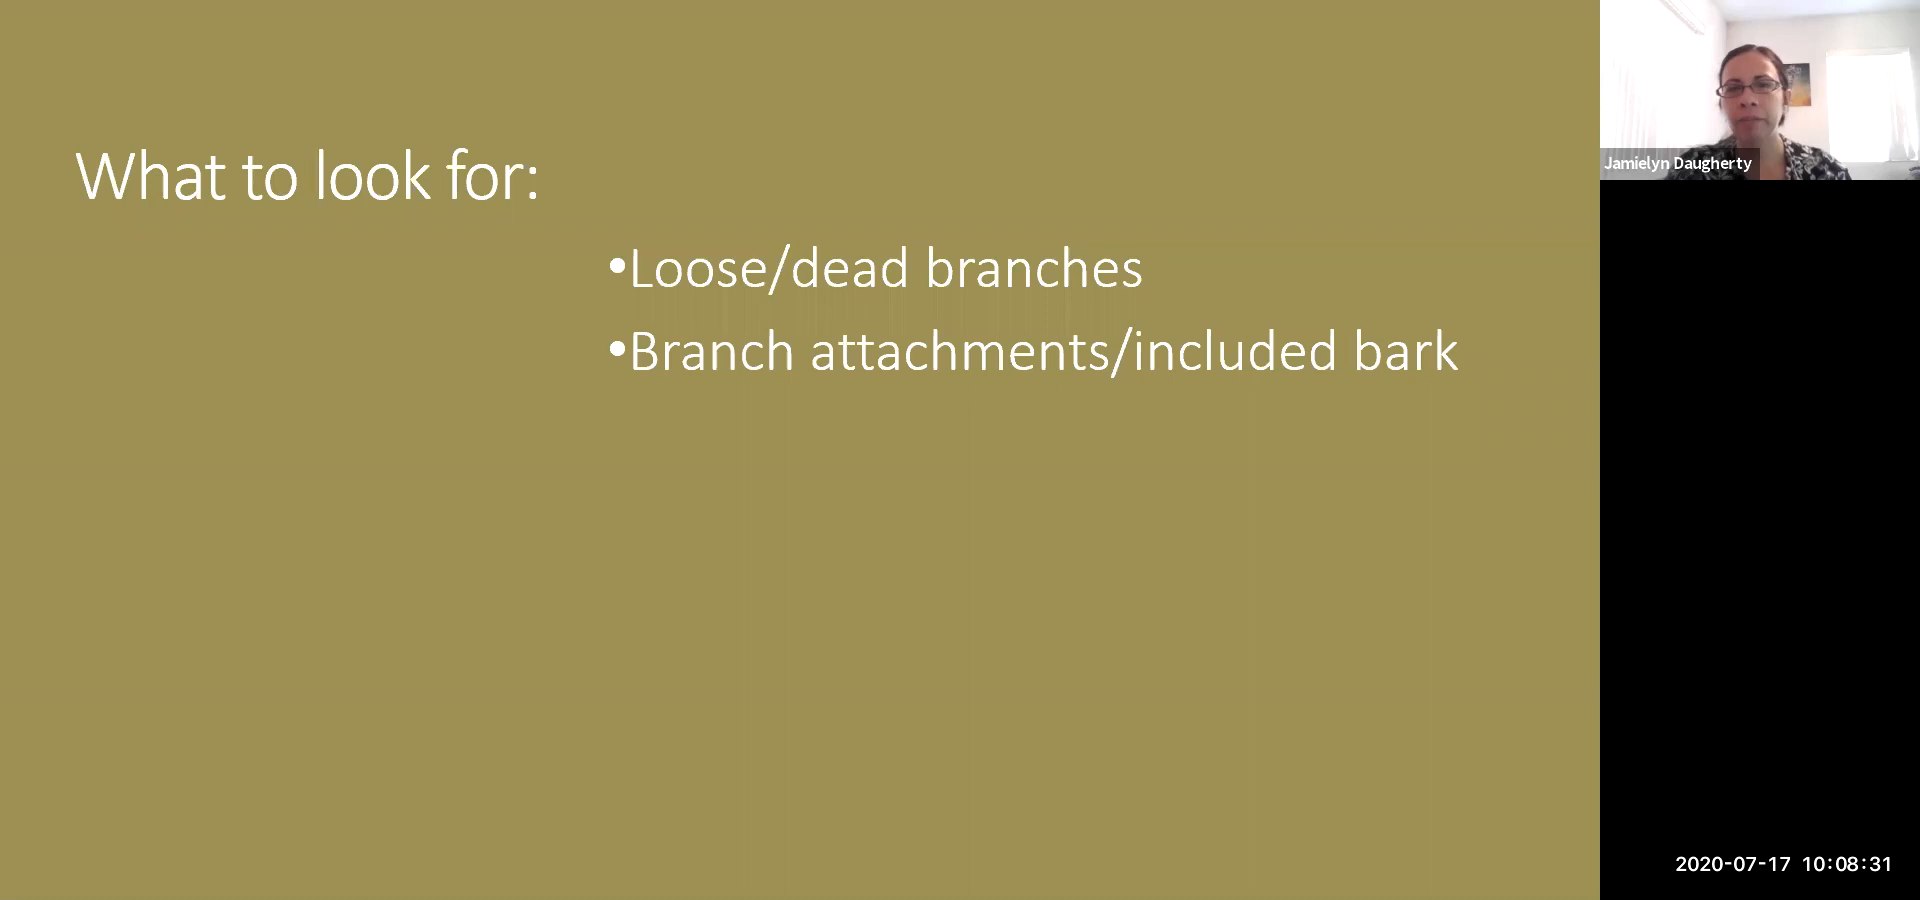 What to look for:
•Loose/dead branches
•Branch attachments/included bark
Jamielyn Daugherty
2020-07-17 10:08:31